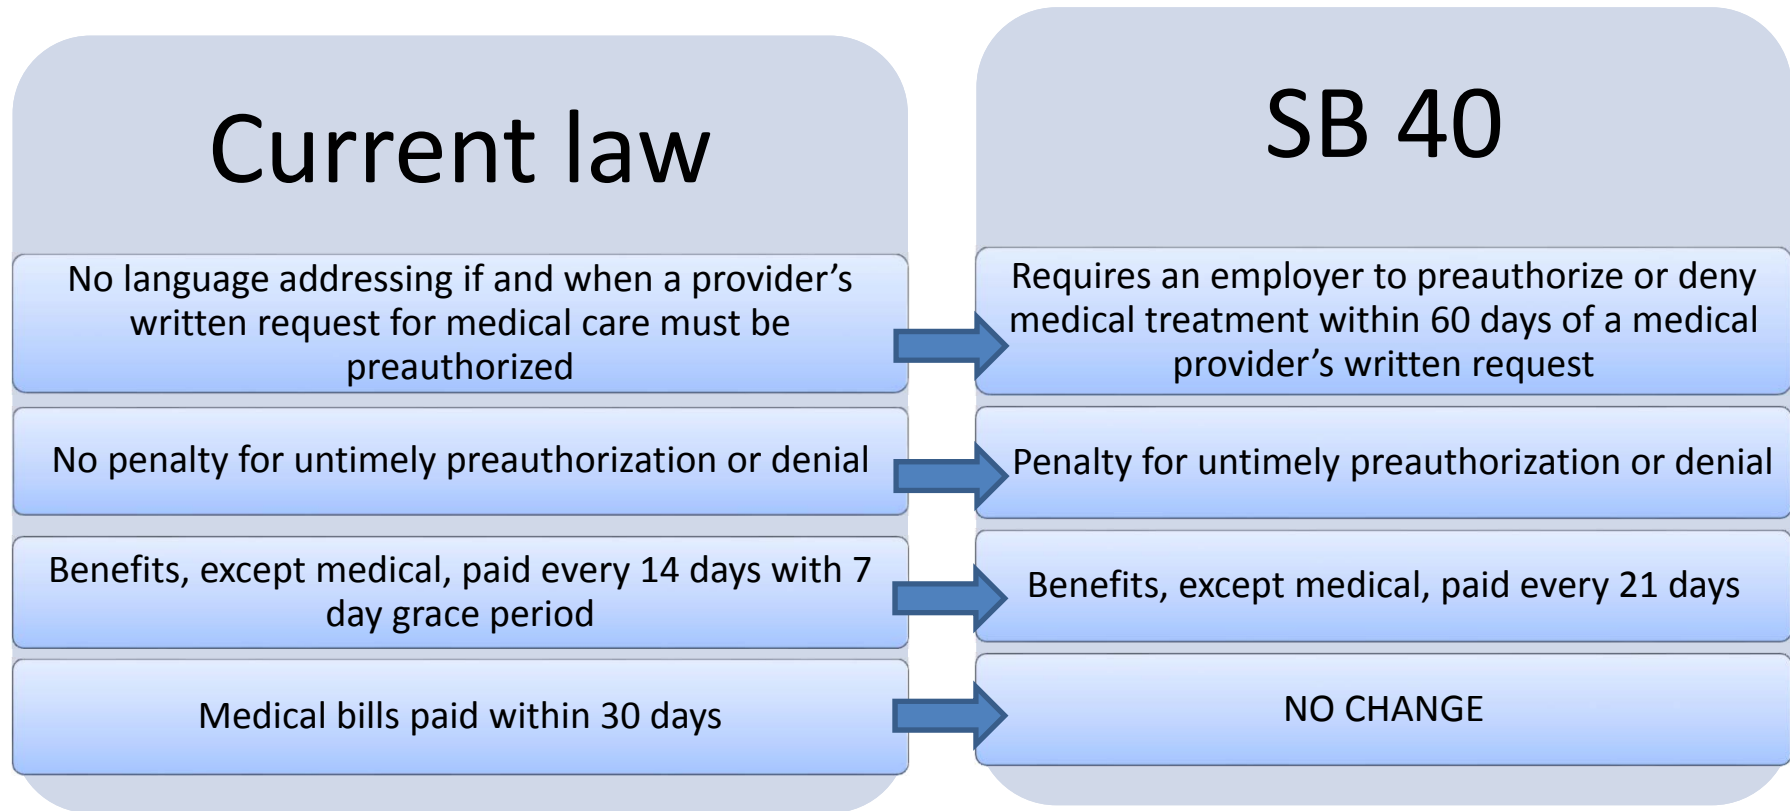 Current law
No language addressing if and when a provider’s
written request for medical care must be
preauthorized
No penalty for untimely preauthorization or denial
Benefits, except medical, paid every 14 days with 7
day grace period
Medical bills paid within 30 days
SB 40
Requires an employer to preauthorize or deny
medical treatment within 60 days of a medical
provider’s written request
Penalty for untimely preauthorization or denial
Benefits, except medical, paid every 21 days
NO CHANGE